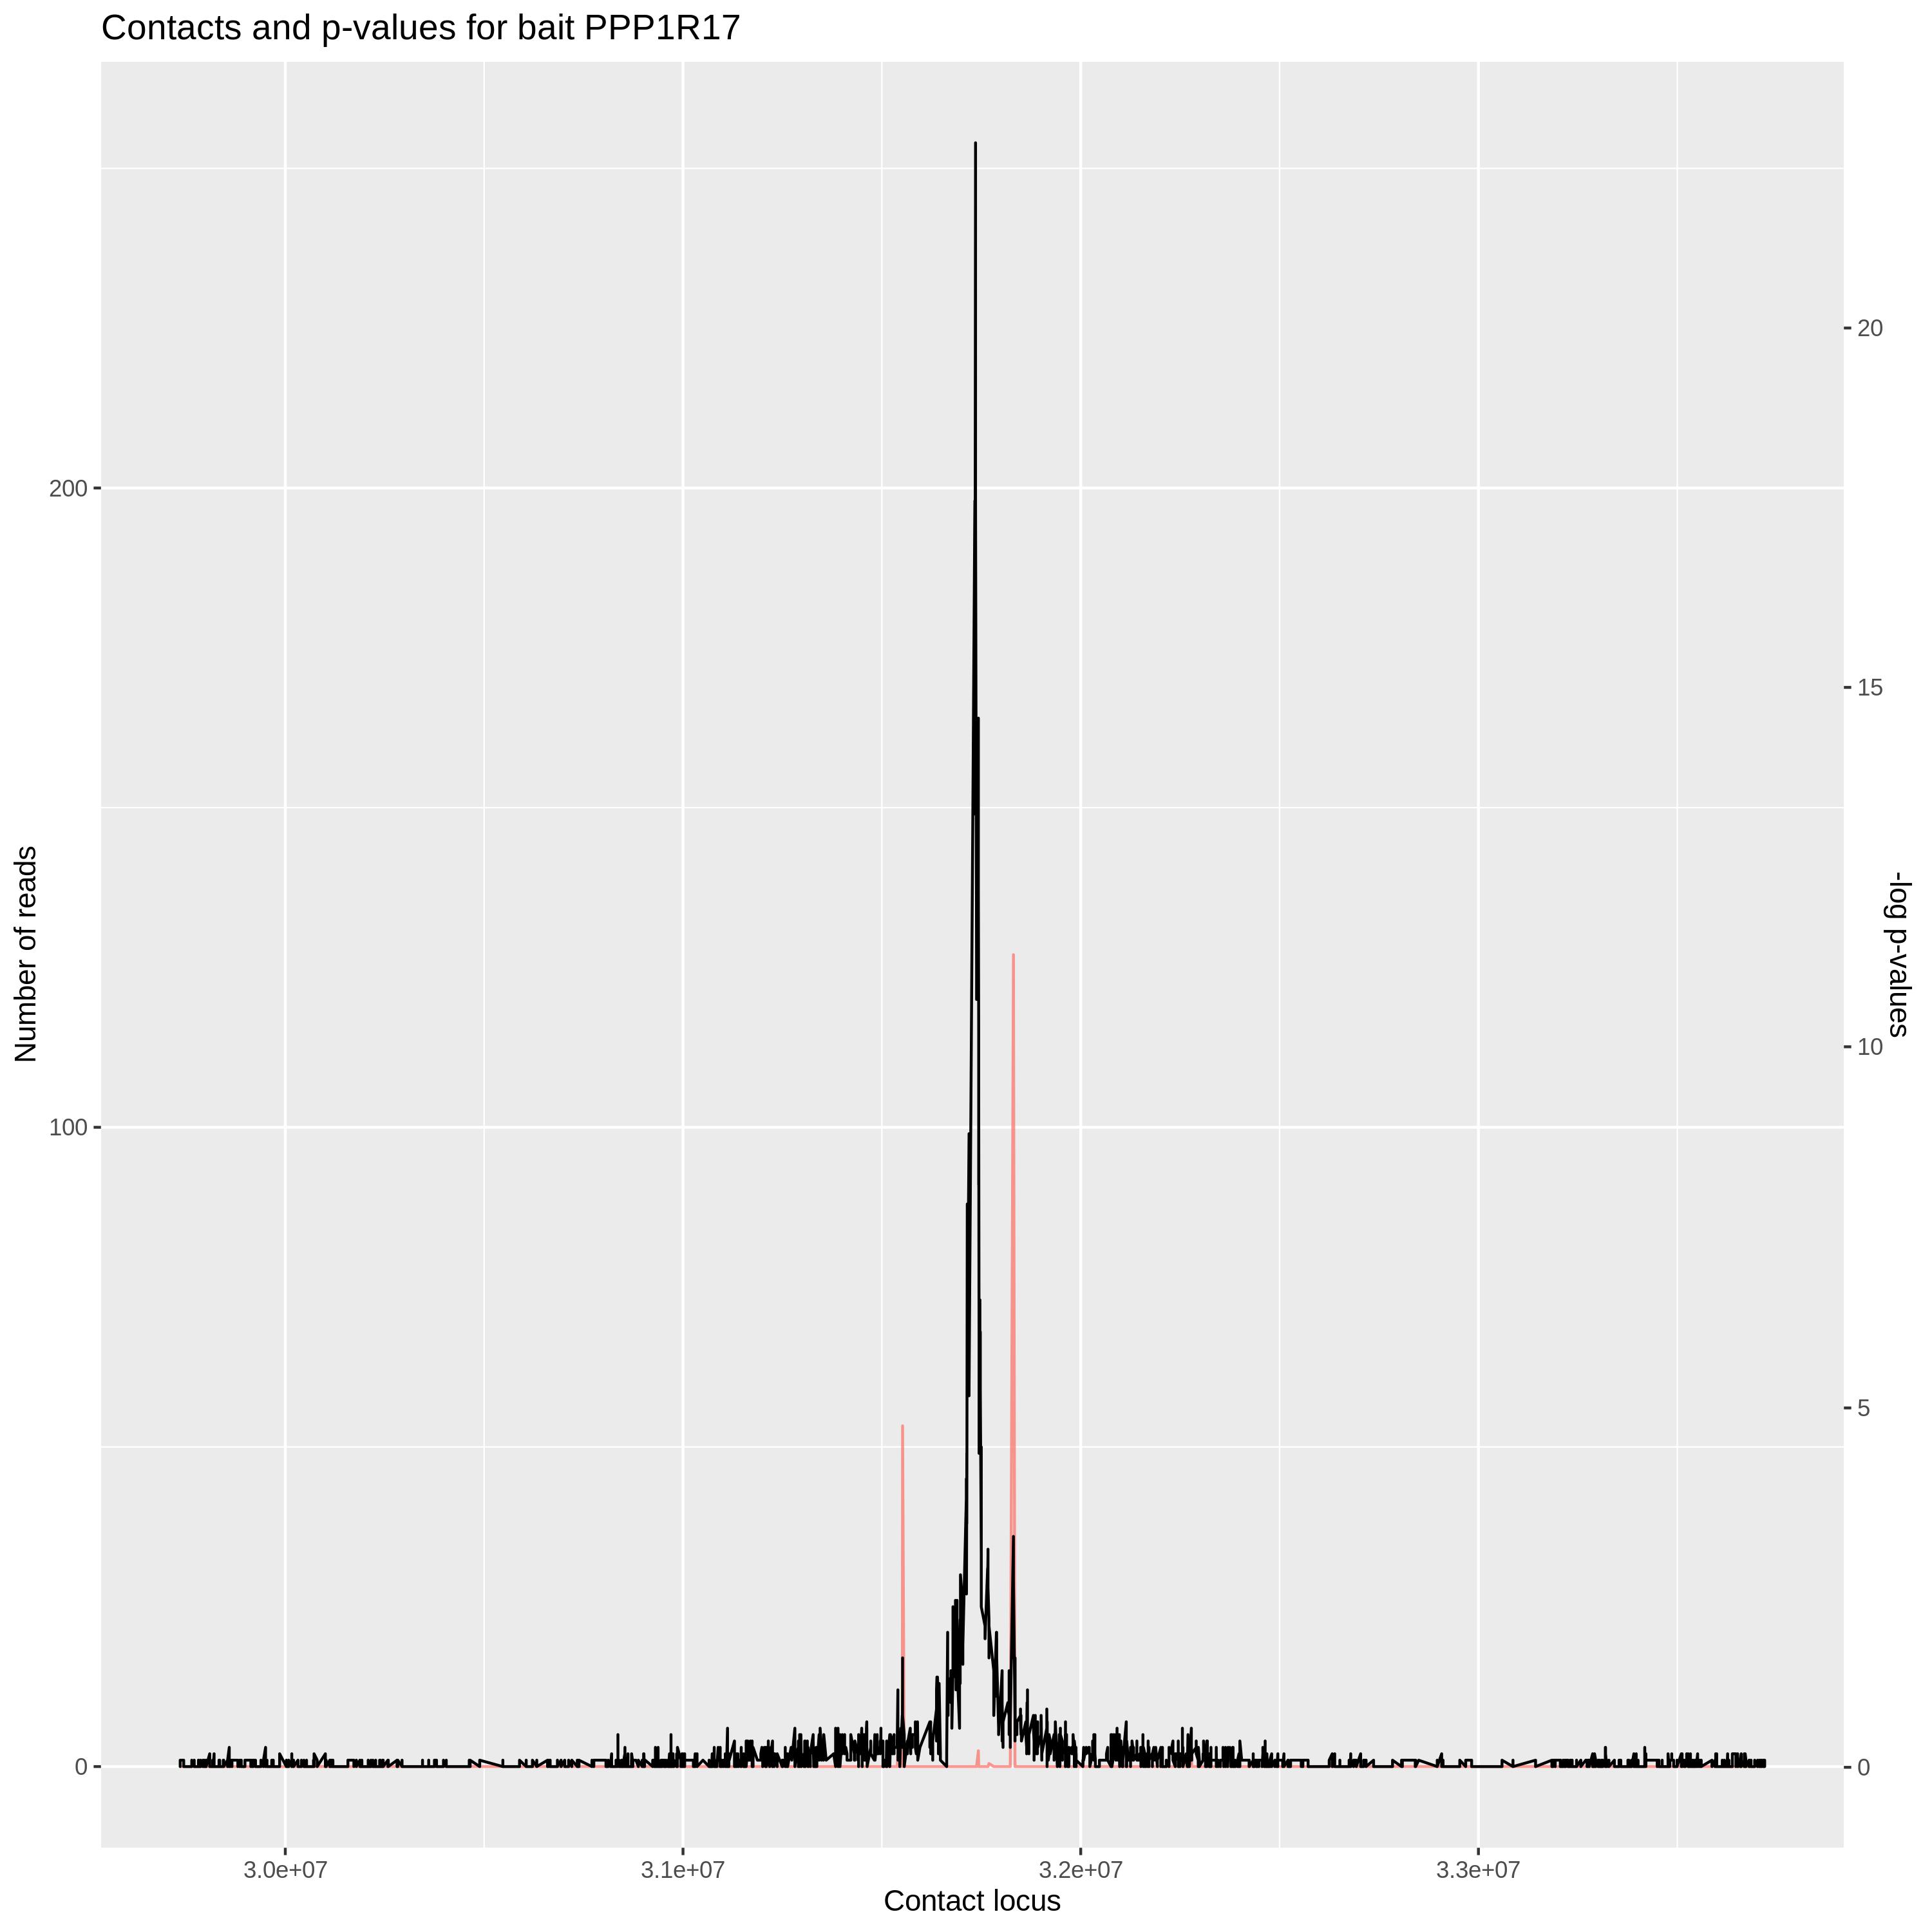 Contacts and p-values for bait PPP1R17
Number of reads
200
100
0
20
15
10
5
0
-log p-values
3.0e+07
3.1e+07
3.2e+07
3.3e+07
Contact locus